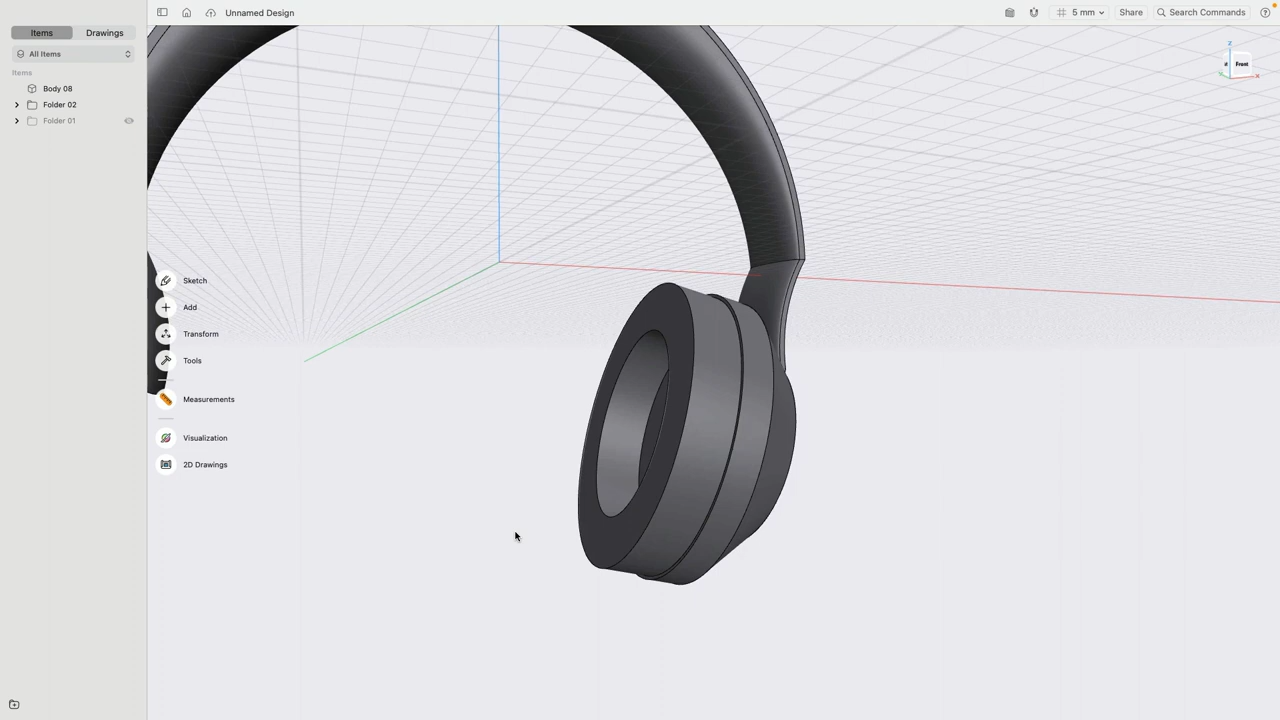 Unnamed Design
5 mm
Share
Search Commands
Items
Drawings
All Items
Items
Body 08
Folder 02
Folder 01
Z
Front
X
Sketch
Add
Transform
Tools
Measurements
Visualization
2D Drawings